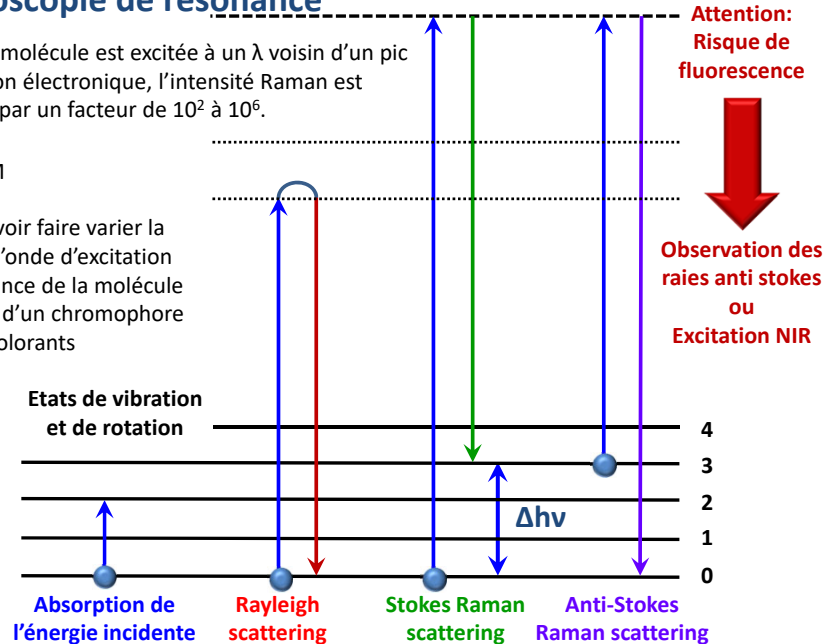 oscopie de résonance
molécule est excitée à un λ voisin d’un pic
on électronique, l’intensité Raman est
par un facteur de 10² à 10⁶.
voir faire varier la
l’onde d’excitation
ance de la molécule
d’un chromophore
olorants
Attention:
Risque de
fluorescence
Observation des
raies anti stokes
ou
Excitation NIR
Etats de vibration
et de rotation
4
3
2
1
0
Δhν
Absorption de
l’énergie incidente
Rayleigh
scattering
Stokes Raman
scattering
Anti-Stokes
Raman scattering